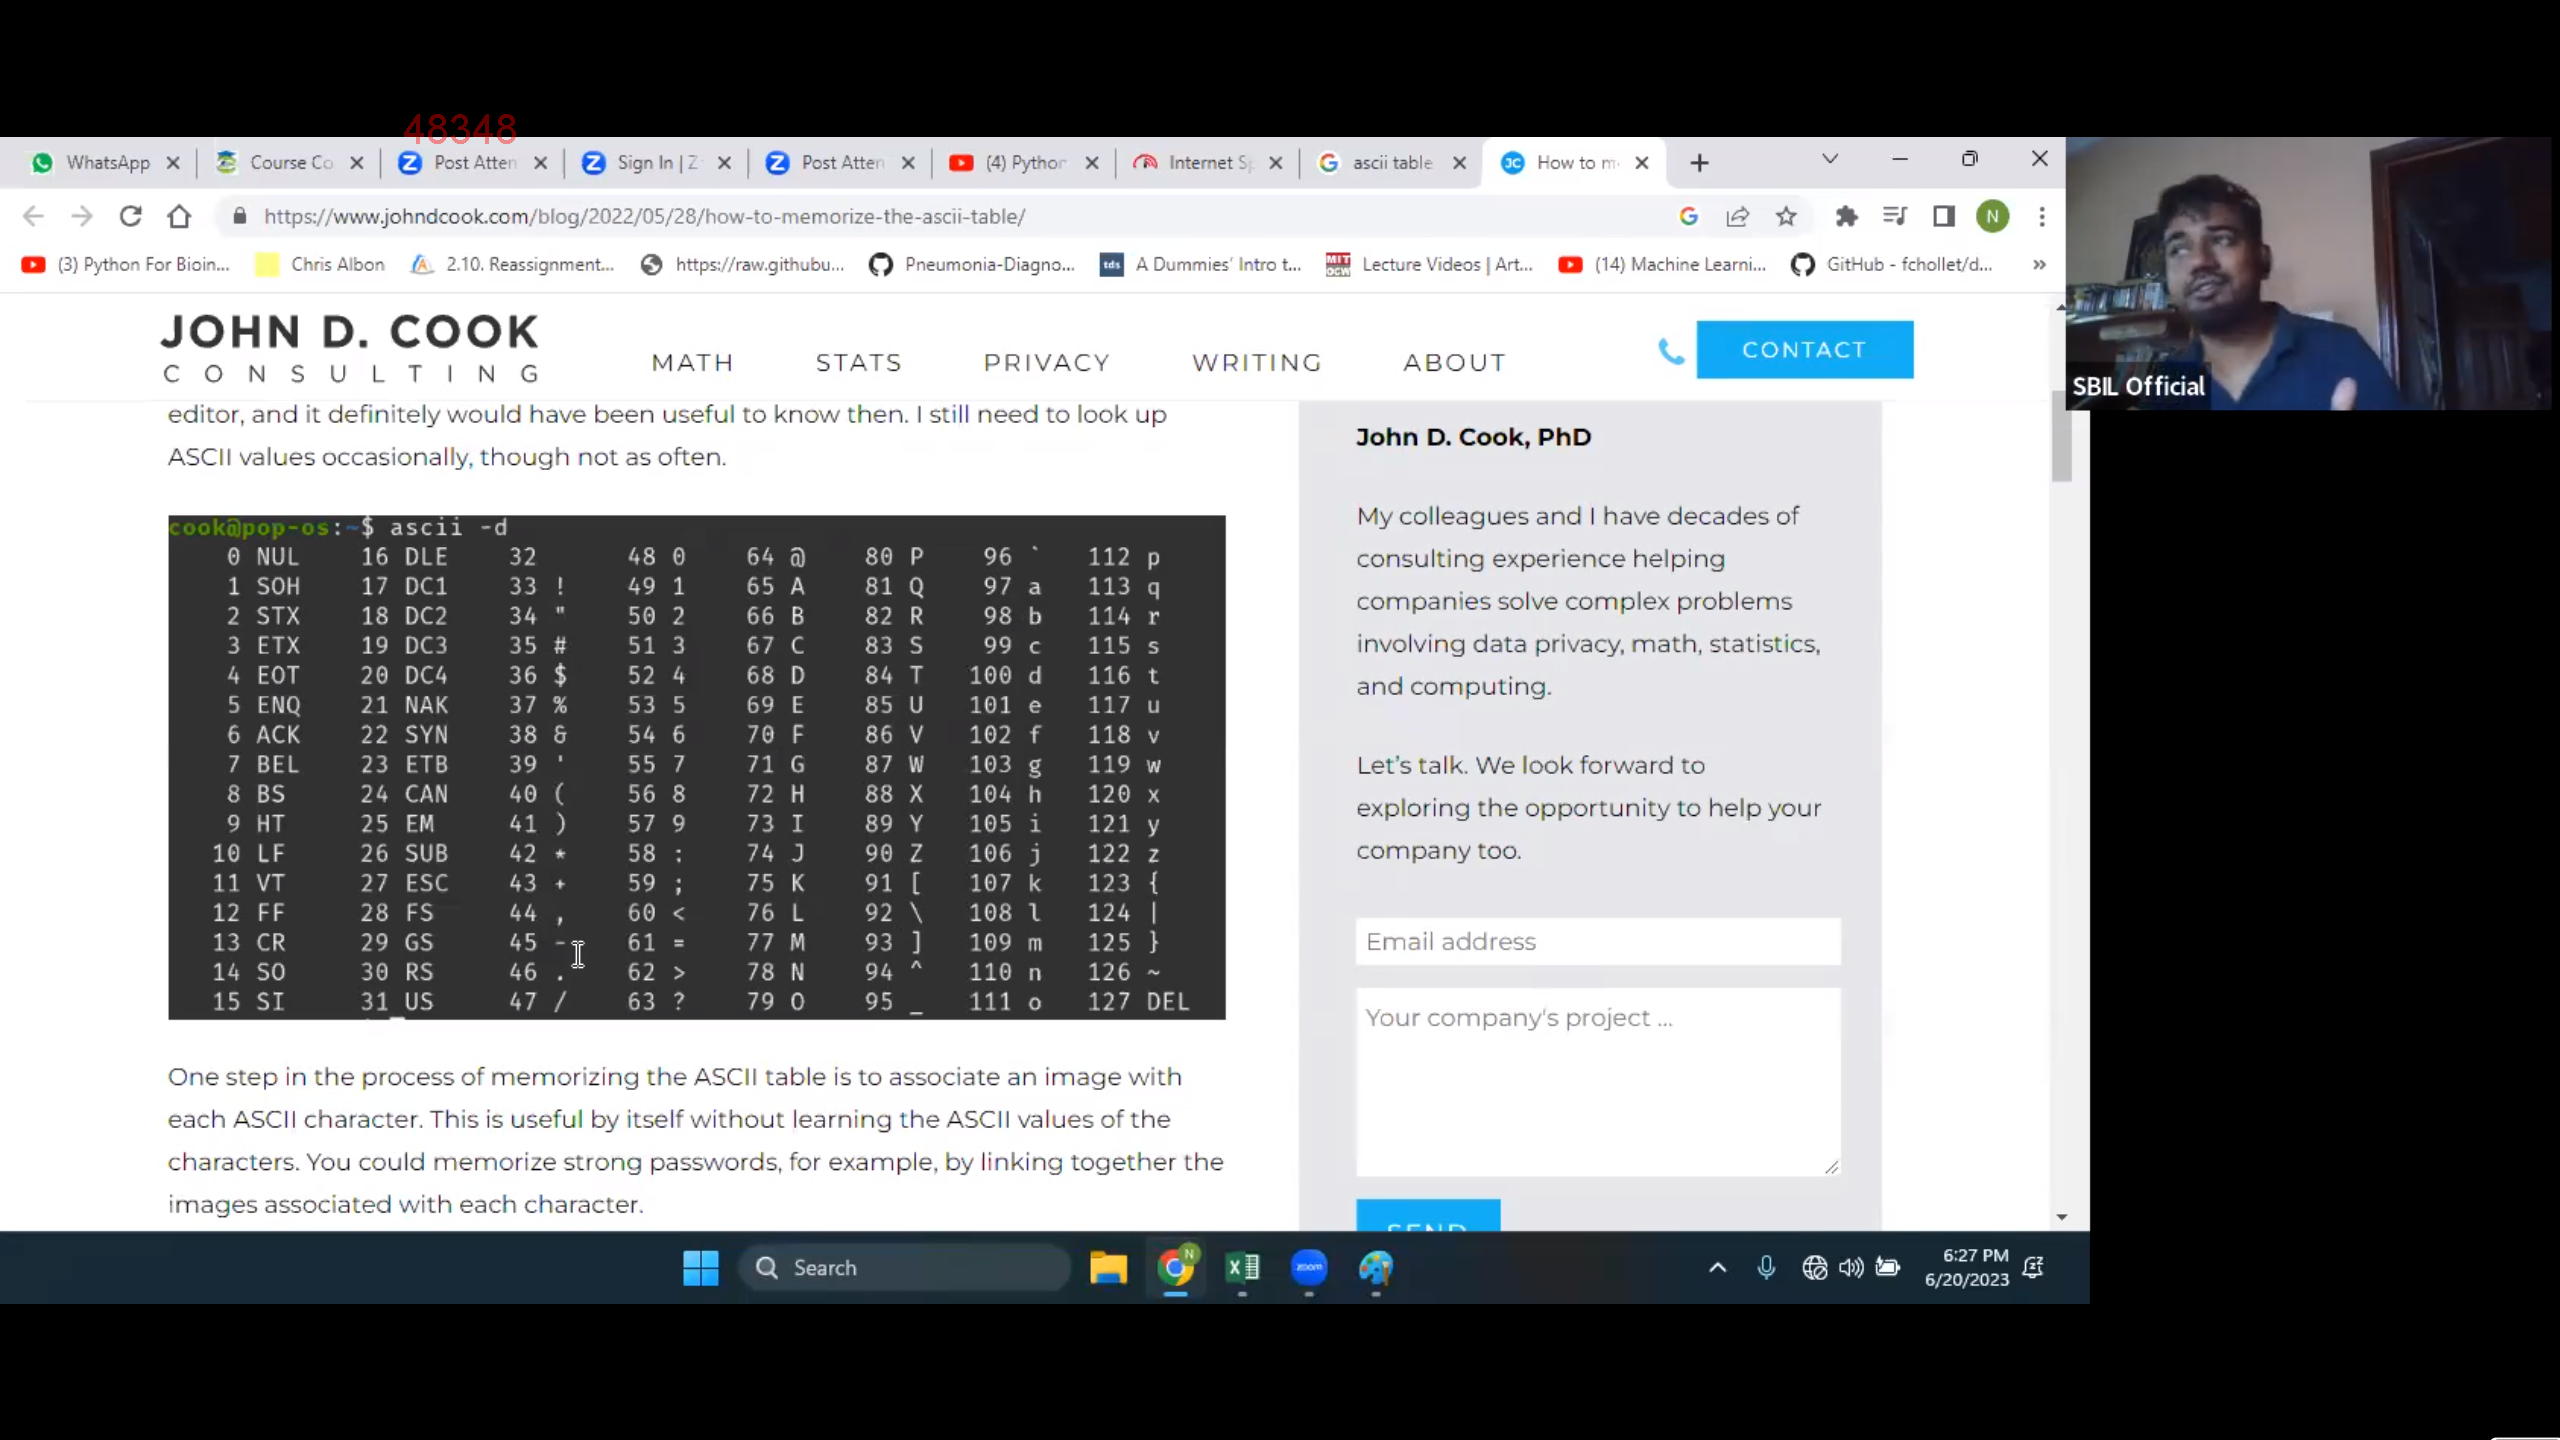 48348
WhatsApp
Course Co
Post Atten
Sign In | Z
Post Atten
(4) Python
Internet Sp
ascii table
How to m
https://www.johndcook.com/blog/2022/05/28/how-to-memorize-the-ascii-table/
N
(3) Python For Bioin...
Chris Albon
2.10. Reassignment...
https://raw.githubu...
Pneumonia-Diagno...
tds A Dummies' Intro t...
MIT OCW Lecture Videos | Art...
(14) Machine Learni...
GitHub - fchollet/d...
»
SBIL Official
JOHN D. COOK
CONSULTING
MATH STATS PRIVACY WRITING ABOUT
CONTACT
editor, and it definitely would have been useful to know then. I still need to look up
ASCII values occasionally, though not as often.
cook@pop-os:~$ ascii -d
0 NUL 16 DLE 32 48 0 64 @ 80 P 96 ` 112 p
1 SOH 17 DC1 33 ! 49 1 65 A 81 Q 97 a 113 q
2 STX 18 DC2 34 " 50 2 66 B 82 R 98 b 114 r
3 ETX 19 DC3 35 # 51 3 67 C 83 S 99 c 115 s
4 EOT 20 DC4 36 $ 52 4 68 D 84 T 100 d 116 t
5 ENQ 21 NAK 37 % 53 5 69 E 85 U 101 e 117 u
6 ACK 22 SYN 38 & 54 6 70 F 86 V 102 f 118 v
7 BEL 23 ETB 39 ' 55 7 71 G 87 W 103 g 119 w
8 BS 24 CAN 40 ( 56 8 72 H 88 X 104 h 120 x
9 HT 25 EM 41 ) 57 9 73 I 89 Y 105 i 121 y
10 LF 26 SUB 42 * 58 : 74 J 90 Z 106 j 122 z
11 VT 27 ESC 43 + 59 ; 75 K 91 [ 107 k 123 {
12 FF 28 FS 44 , 60 < 76 L 92 \ 108 l 124 |
13 CR 29 GS 45 - 61 = 77 M 93 ] 109 m 125 }
14 SO 30 RS 46 . 62 > 78 N 94 ^ 110 n 126 ~
15 SI 31 US 47 / 63 ? 79 O 95 _ 111 o 127 DEL
One step in the process of memorizing the ASCII table is to associate an image with
each ASCII character. This is useful by itself without learning the ASCII values of the
characters. You could memorize strong passwords, for example, by linking together the
images associated with each character.
John D. Cook, PhD
My colleagues and I have decades of
consulting experience helping
companies solve complex problems
involving data privacy, math, statistics,
and computing.
Let's talk. We look forward to
exploring the opportunity to help your
company too.
Email address
Your company's project ...
SEND
Search
zoom
6:27 PM
6/20/2023